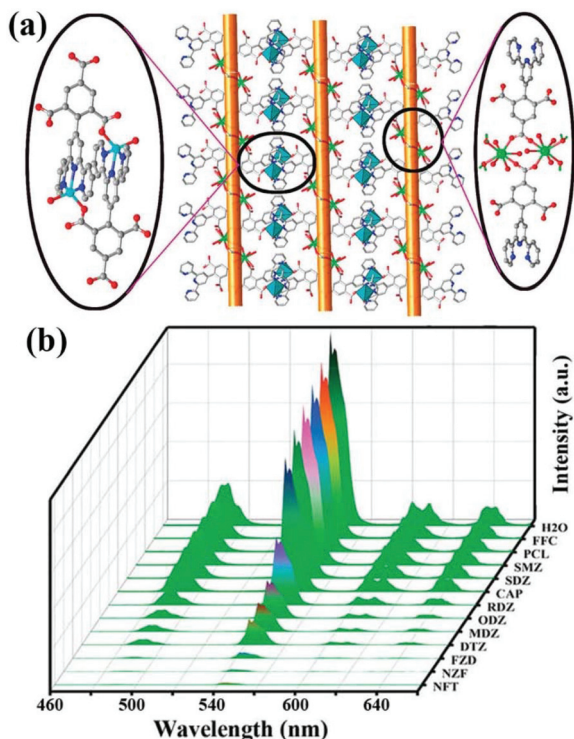 (a)
(b)
Intensity (a.u.)
H2O
FFC
PCL
SMZ
SDZ
CAP
RDZ
ODZ
MDZ
DTZ
FZD
NZF
NFT
460 500 540 560 600 640
Wavelength (nm)